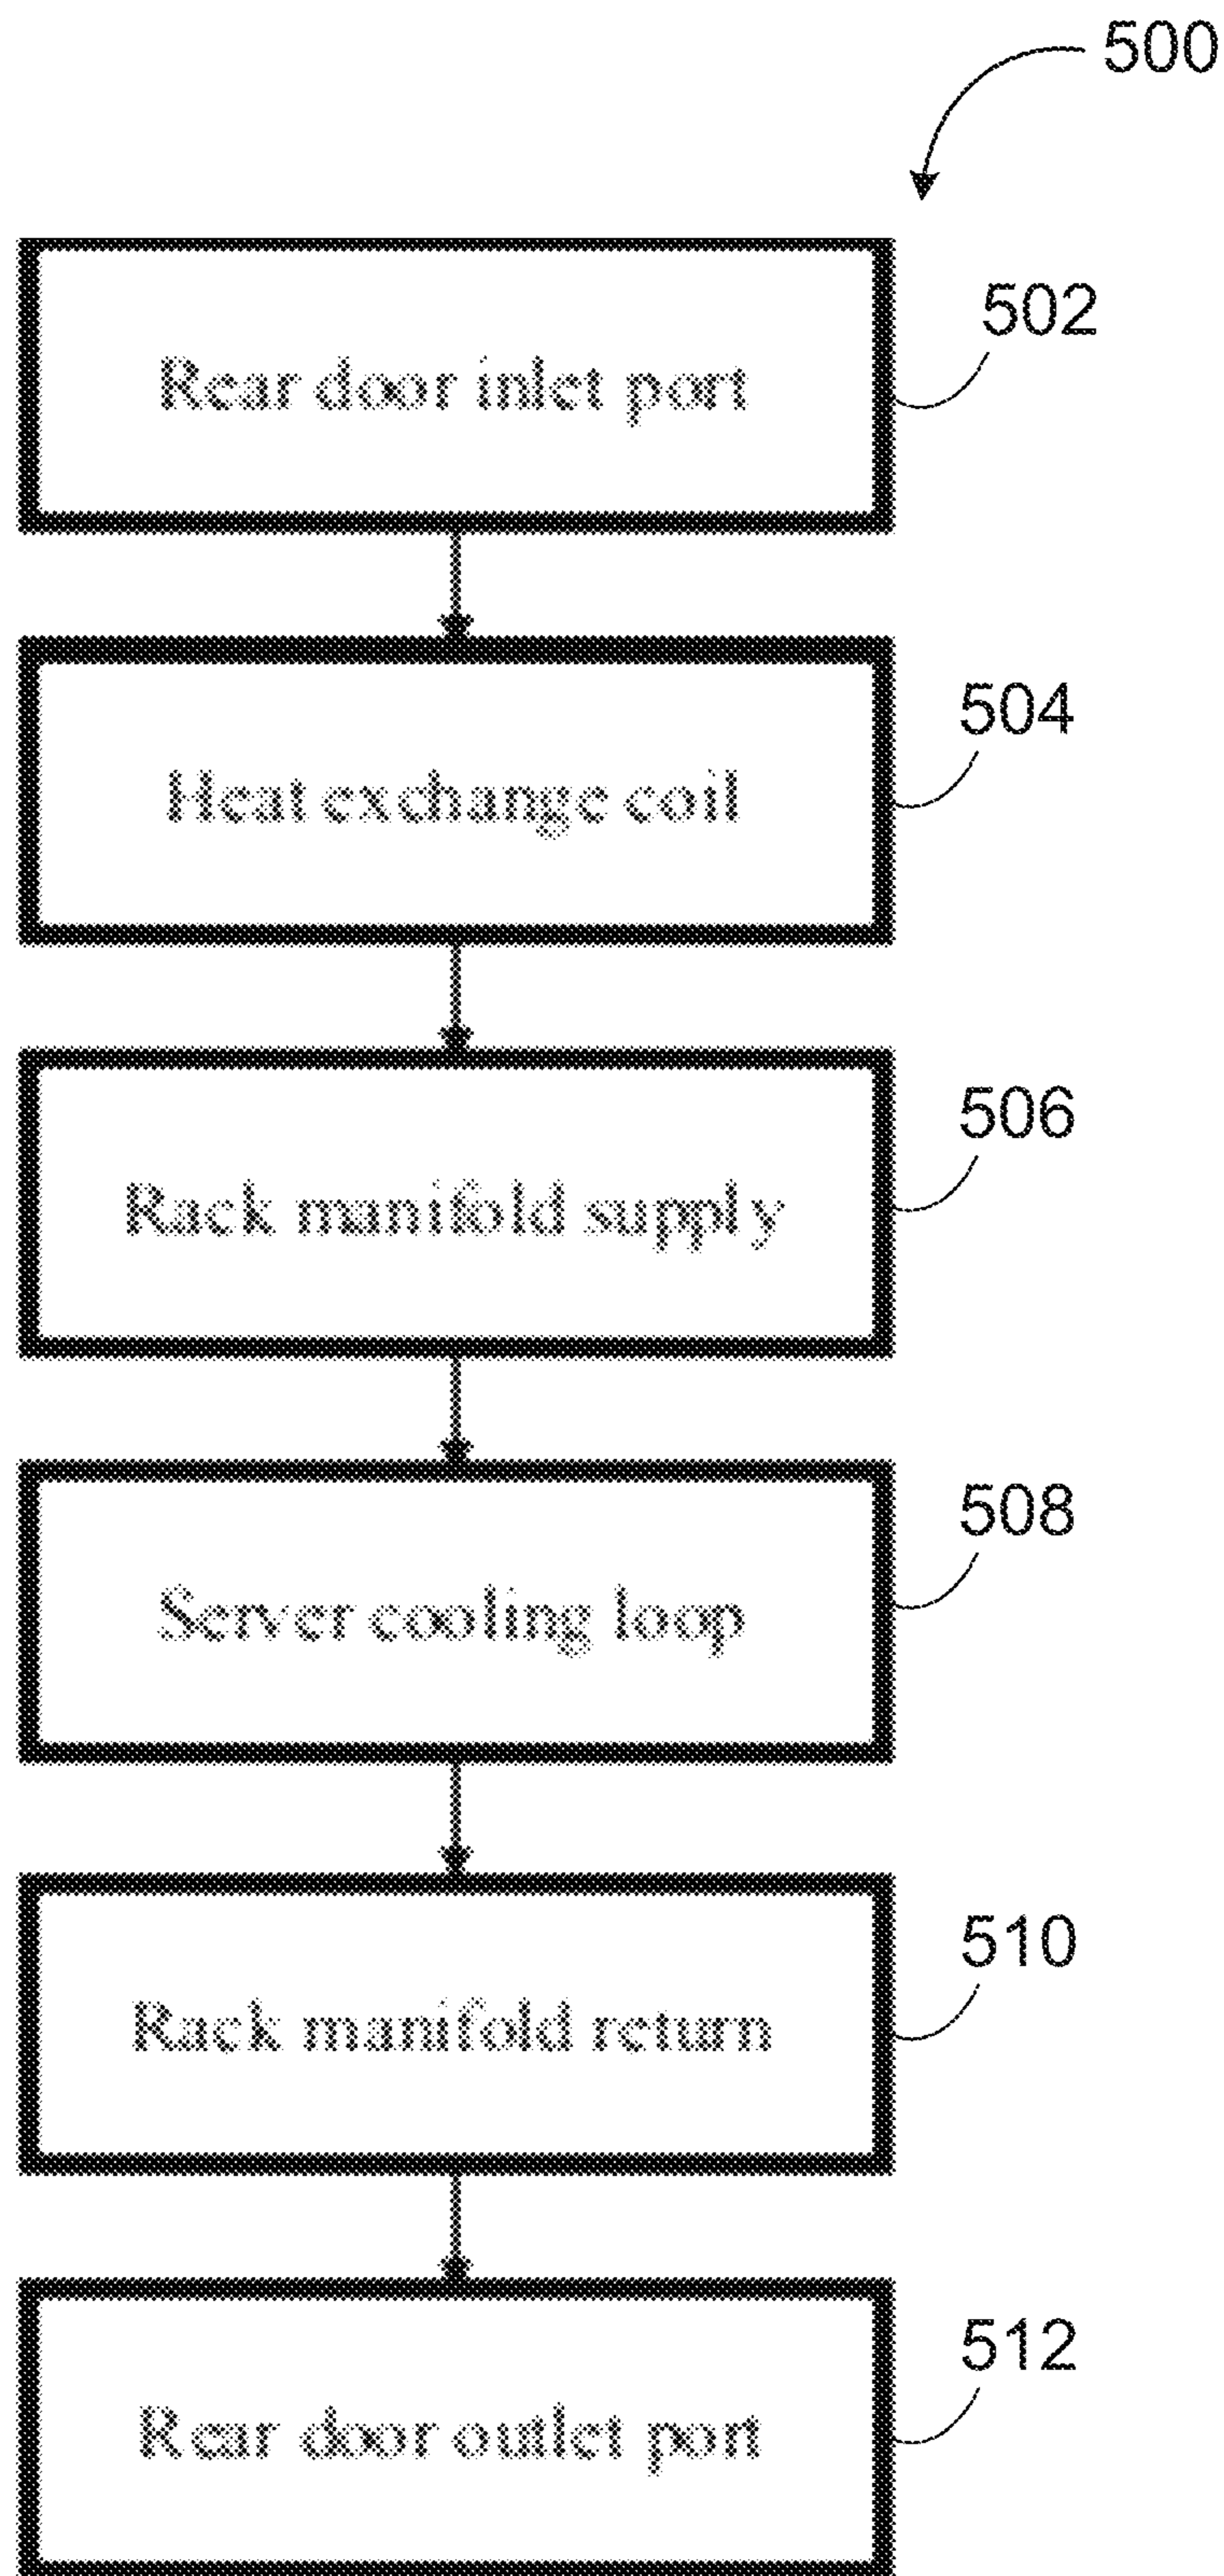 500
502
Rear door inlet port
504
Heat exchange coil
506
Rack manifold supply
508
Server cooling loop
510
Rack manifold return
512
Rear door outlet port